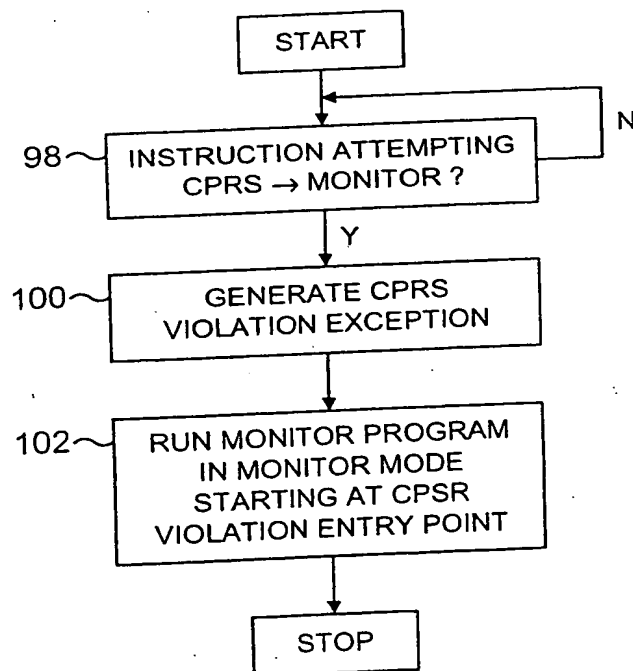 START
N
98
INSTRUCTION ATTEMPTING
CPRS → MONITOR ?
Y
100
GENERATE CPRS
VIOLATION EXCEPTION
102
RUN MONITOR PROGRAM
IN MONITOR MODE
STARTING AT CPSR
VIOLATION ENTRY POINT
STOP